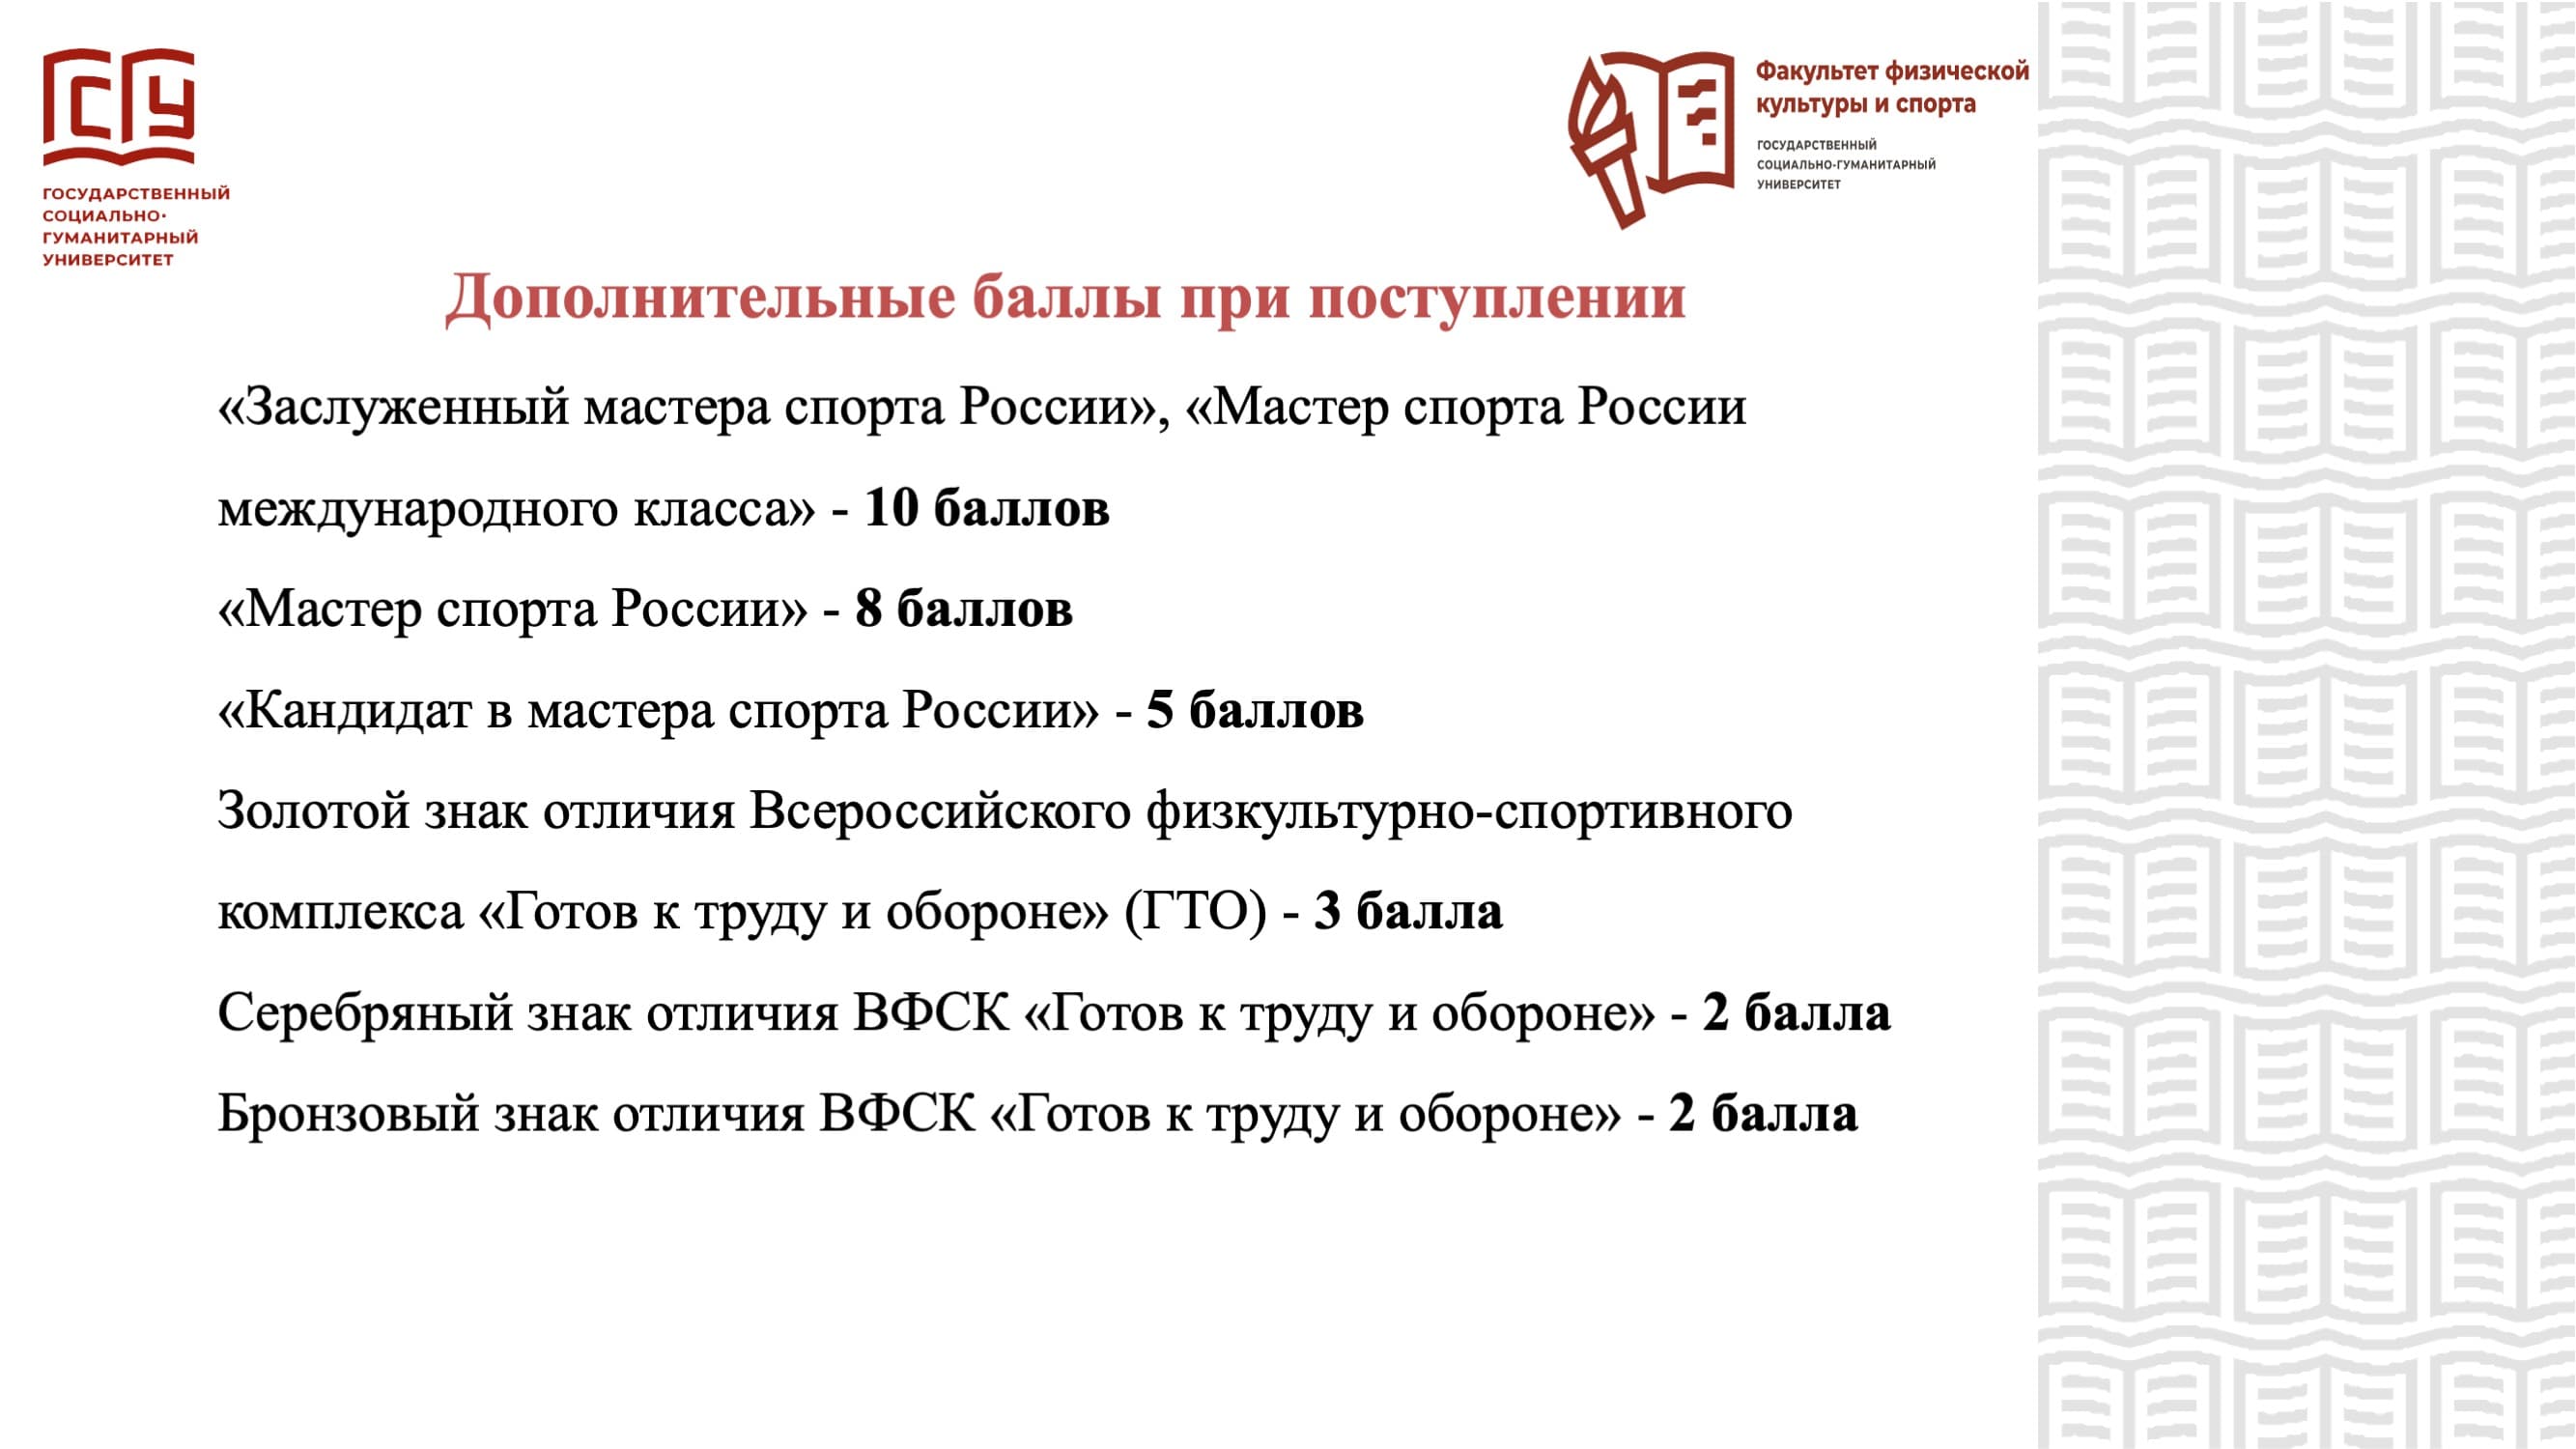 ГСГУ
ГОСУДАРСТВЕННЫЙ
СОЦИАЛЬНО-
ГУМАНИТАРНЫЙ
УНИВЕРСИТЕТ
Факультет физической
культуры и спорта
ГОСУДАРСТВЕННЫЙ
СОЦИАЛЬНО-ГУМАНИТАРНЫЙ
УНИВЕРСИТЕТ
Дополнительные баллы при поступлении
«Заслуженный мастера спорта России», «Мастер спорта России
международного класса» - 10 баллов
«Мастер спорта России» - 8 баллов
«Кандидат в мастера спорта России» - 5 баллов
Золотой знак отличия Всероссийского физкультурно-спортивного
комплекса «Готов к труду и обороне» (ГТО) - 3 балла
Серебряный знак отличия ВФСК «Готов к труду и обороне» - 2 балла
Бронзовый знак отличия ВФСК «Готов к труду и обороне» - 2 балла